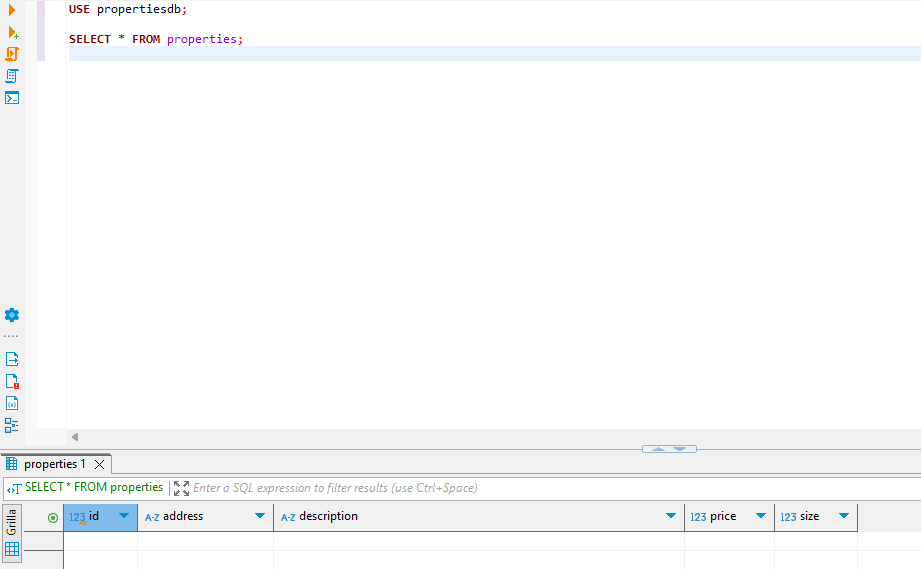 USE propertiesdb;
SELECT * FROM properties;
properties 1
SELECT * FROM properties
Enter a SQL expression to filter results (use Ctrl+Space)
Grilla
123 id
A-Z address
A-Z description
123 price
123 size